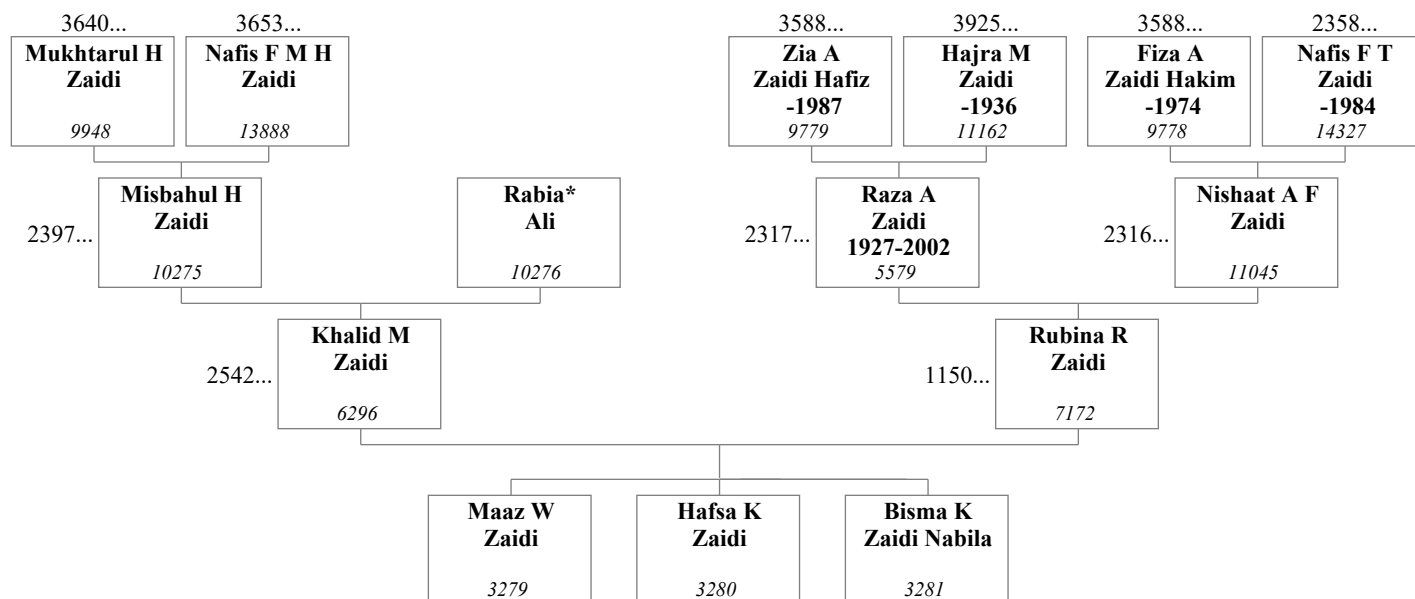 3640...
3653...
3588...
3925...
3588...
2358...
Mukhtarul H
Zaidi
9948
Nafis F M H
Zaidi
13888
Zia A
Zaidi Hafiz
-1987
9779
Hajra M
Zaidi
-1936
11162
Fiza A
Zaidi Hakim
-1974
9778
Nafis F T
Zaidi
-1984
14327
2397...
Misbahul H
Zaidi
10275
Rabia*
Ali
10276
2317...
Raza A
Zaidi
1927-2002
5579
2316...
Nishaat A F
Zaidi
11045
2542...
Khalid M
Zaidi
6296
1150...
Rubina R
Zaidi
7172
Maaz W
Zaidi
3279
Hafsa K
Zaidi
3280
Bisma K
Zaidi Nabila
3281